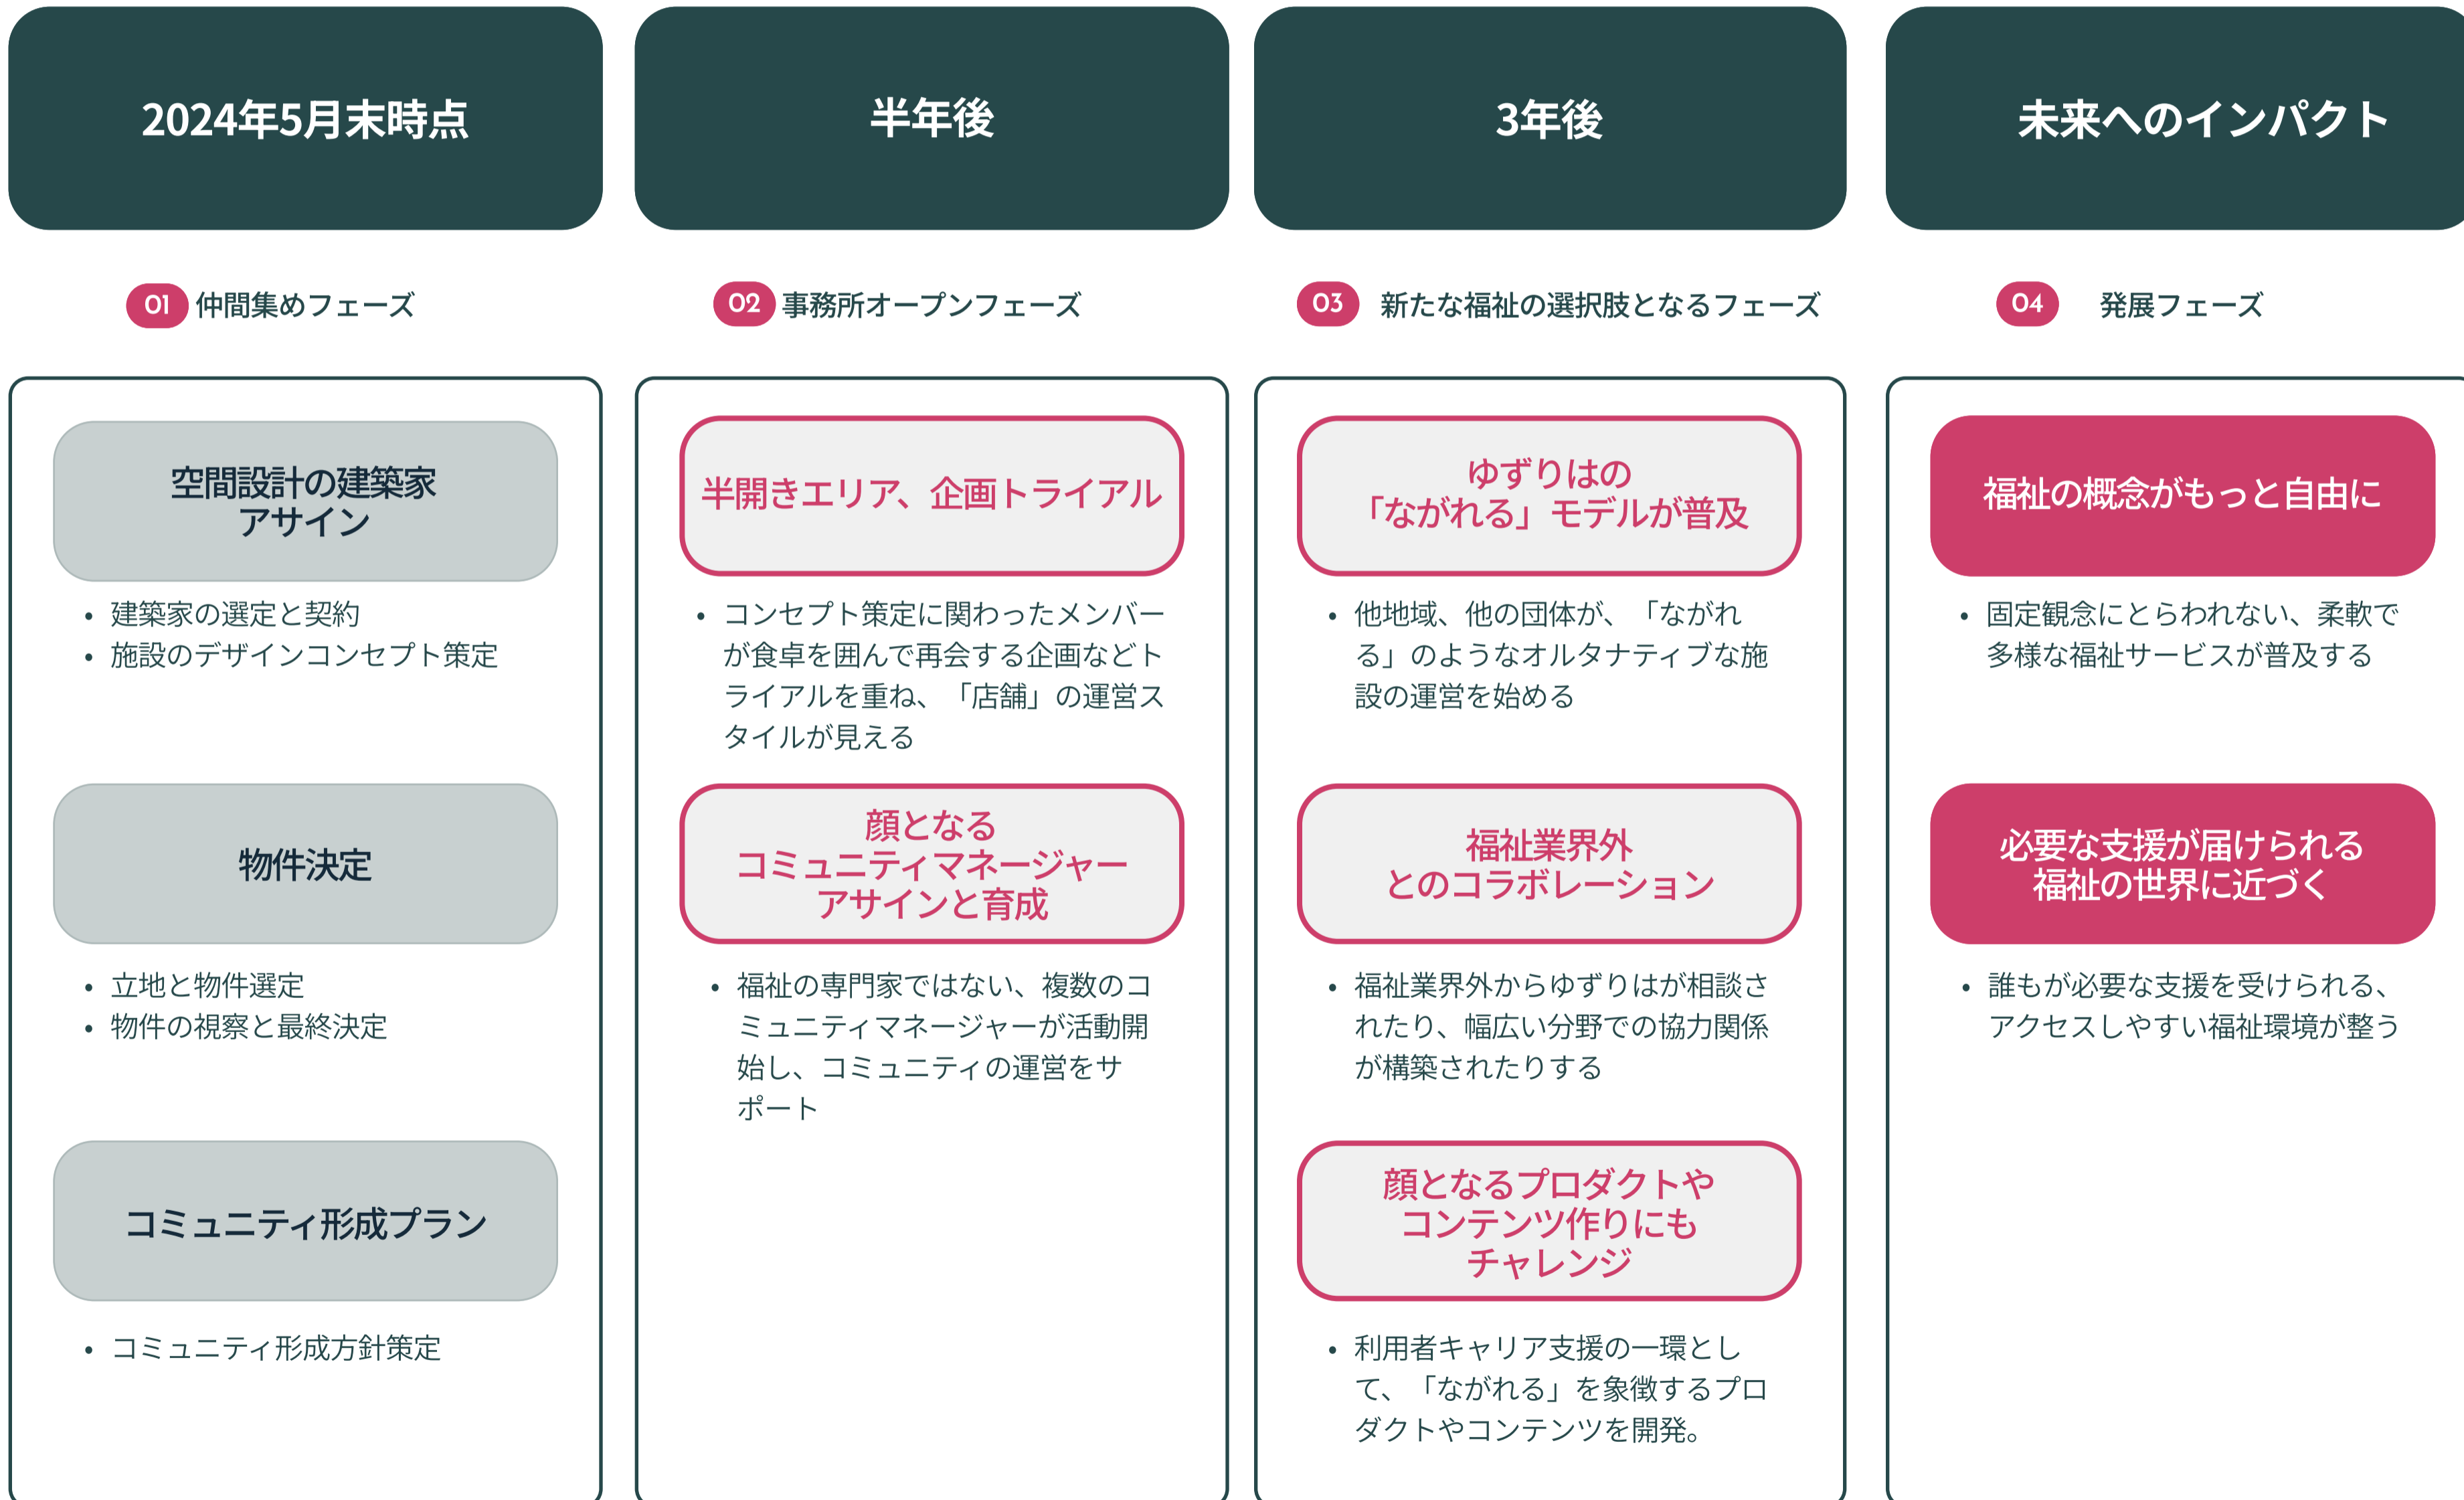 2024年5月末時点
01 仲間集めフェーズ
空間設計の建築家
アサイン
• 建築家の選定と契約
• 施設のデザインコンセプト策定
物件決定
• 立地と物件選定
• 物件の視察と最終決定
コミュニティ形成プラン
• コミュニティ形成方針策定
半年後
02 事務所オープンフェーズ
半開きエリア、企画トライアル
• コンセプト策定に関わったメンバー
が食卓を囲んで再会する企画などト
ライアルを重ね、「店舗」の運営ス
タイルが見える
顔となる
コミュニティマネージャー
アサインと育成
• 福祉の専門家ではない、複数のコ
ミュニティマネージャーが活動開
始し、コミュニティの運営をサ
ポート
3年後
03 新たな福祉の選択肢となるフェーズ
ゆずりはの
「ながれる」モデルが普及
• 他地域、他の団体が、「ながれ
る」のようなオルタナティブな施
設の運営を始める
福祉業界外
とのコラボレーション
• 福祉業界外からゆずりはが相談さ
れたり、幅広い分野での協力関係
が構築されたりする
顔となるプロダクトや
コンテンツ作りにも
チャレンジ
• 利用者キャリア支援の一環とし
て、「ながれる」を象徴するプロ
ダクトやコンテンツを開発。
未来へのインパクト
04 発展フェーズ
福祉の概念がもっと自由に
• 固定観念にとらわれない、柔軟で
多様な福祉サービスが普及する
必要な支援が届けられる
福祉の世界に近づく
• 誰もが必要な支援を受けられる、
アクセスしやすい福祉環境が整う